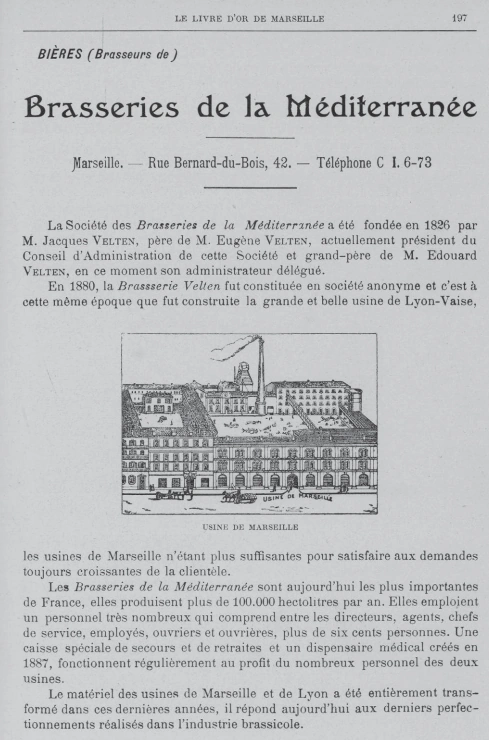 LE LIVRE D'OR DE MARSEILLE 197
BIÈRES (Brasseurs de)
Brasseries de la Méditerranée
Marseille. — Rue Bernard-du-Bois, 42. — Téléphone C I. 6-73
La Société des Brasseries de la Méditerranée a été fondée en 1826 par
M. Jacques VELTEN, père de M. Eugène VELTEN, actuellement président du
Conseil d'Administration de cette Société et grand-père de M. Edouard
VELTEN, en ce moment son administrateur délégué.
En 1880, la Brassserie Velten fut constituée en société anonyme et c'est à
cette même époque que fut construite la grande et belle usine de Lyon-Vaise,
USINE DE MARSEILLE
USINE DE MARSEILLE
les usines de Marseille n'étant plus suffisantes pour satisfaire aux demandes
toujours croissantes de la clientèle.
Les Brasseries de la Méditerranée sont aujourd'hui les plus importantes
de France, elles produisent plus de 100.000 hectolitres par an. Elles emploient
un personnel très nombreux qui comprend entre les directeurs, agents, chefs
de service, employés, ouvriers et ouvrières, plus de six cents personnes. Une
caisse spéciale de secours et de retraites et un dispensaire médical créés en
1887, fonctionnent régulièrement au profit du nombreux personnel des deux
usines.
Le matériel des usines de Marseille et de Lyon a été entièrement trans-
formé dans ces dernières années, il répond aujourd'hui aux derniers perfec-
tionnements réalisés dans l'industrie brassicole.